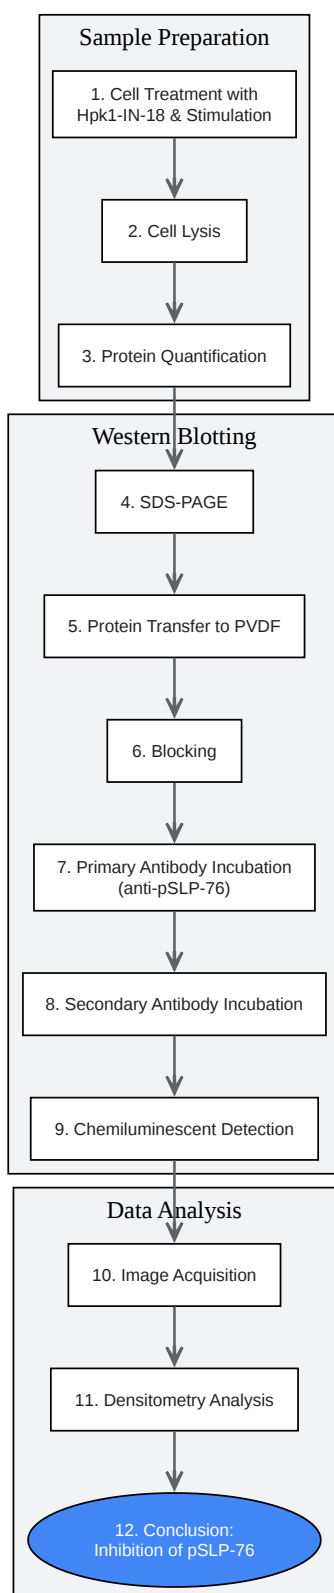 Sample Preparation
1. Cell Treatment with
Hpk1-IN-18 & Stimulation
2. Cell Lysis
3. Protein Quantification
Western Blotting
4. SDS-PAGE
5. Protein Transfer to PVDF
6. Blocking
7. Primary Antibody Incubation
(anti-pSLP-76)
8. Secondary Antibody Incubation
9. Chemiluminescent Detection
Data Analysis
10. Image Acquisition
11. Densitometry Analysis
12. Conclusion:
Inhibition of pSLP-76